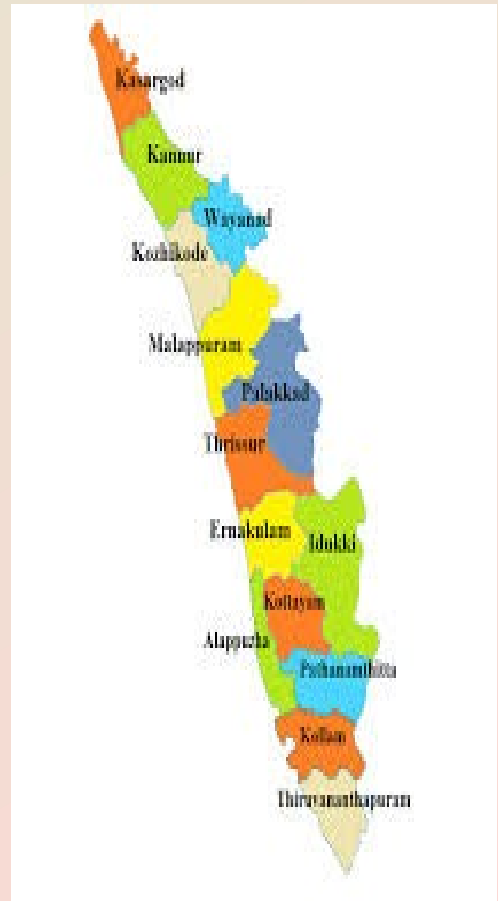 Kasargod
Kannur
Wayanad
Kozhikode
Malappuram
Palakkad
Thrissur
Ernakulam
Idukki
Kottayam
Alappuzha
Pathanamthitta
Kollam
Thiruvananthapuram